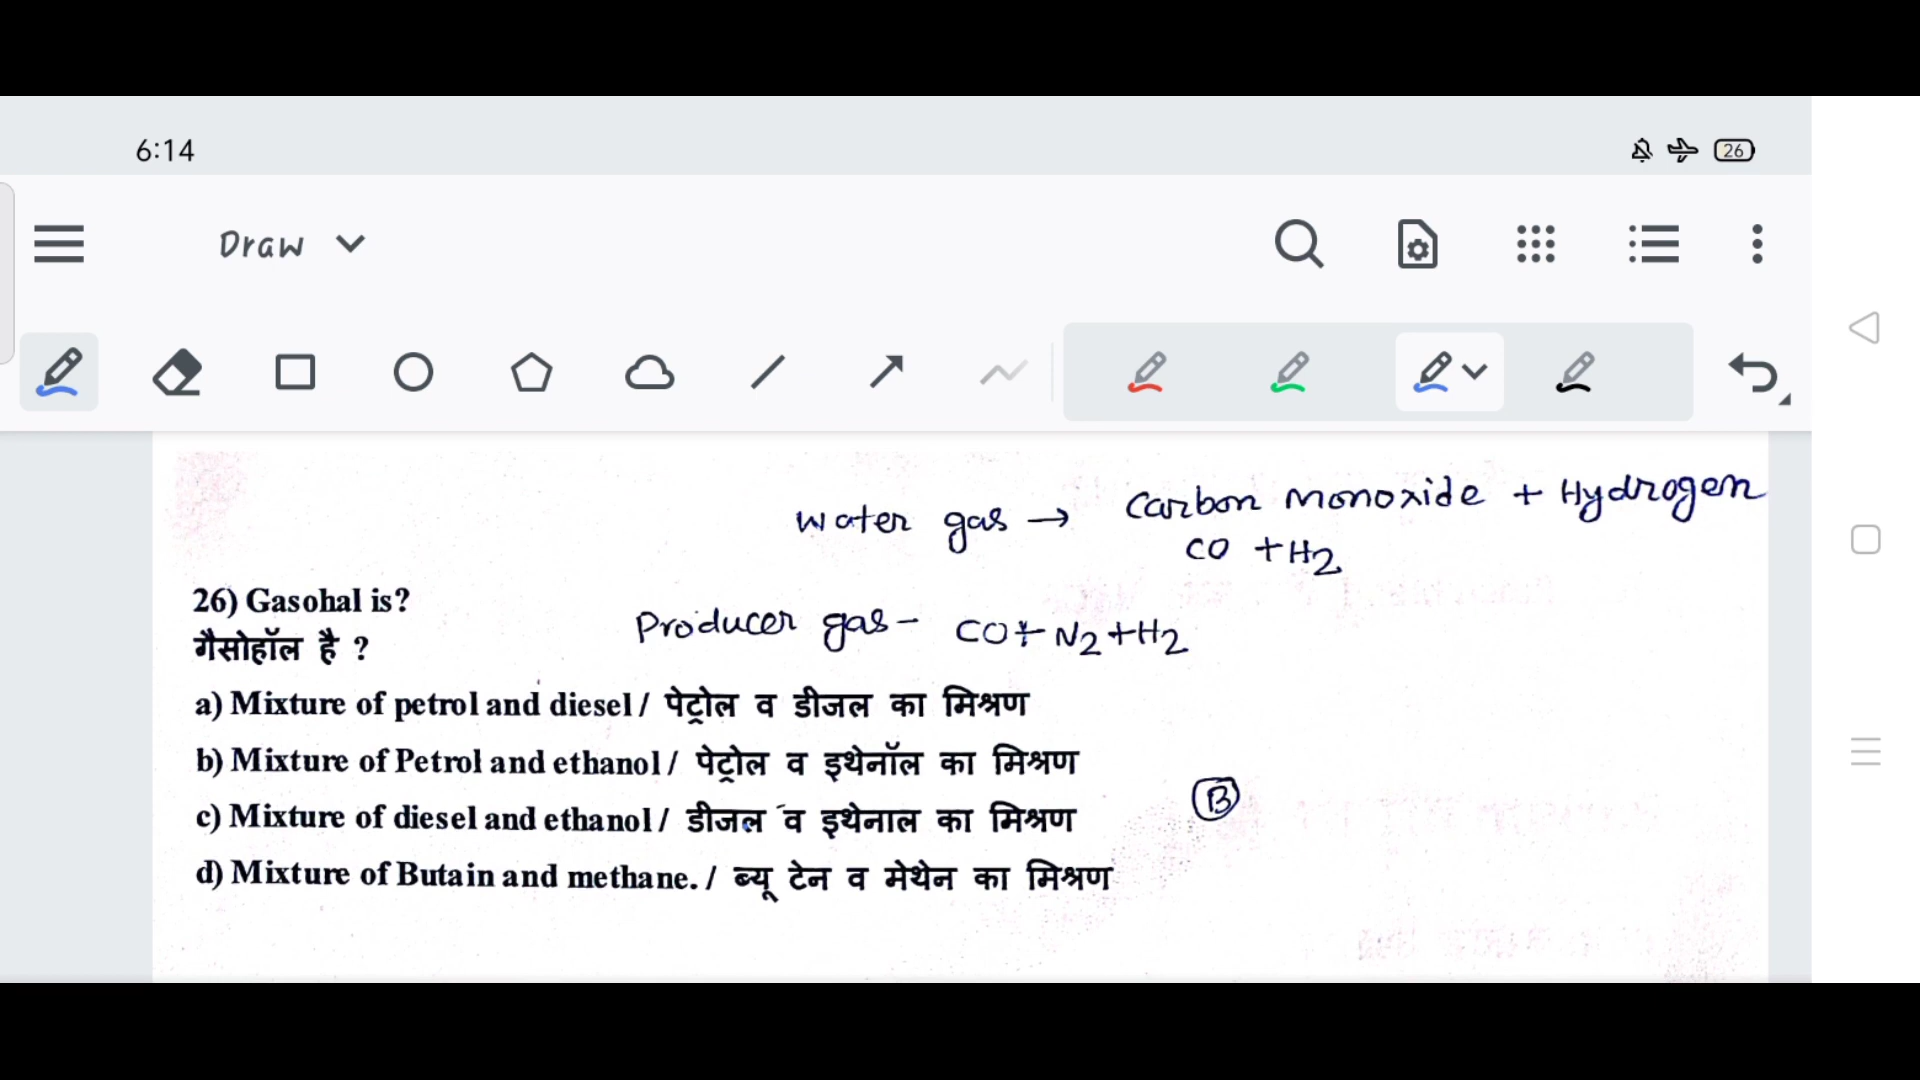 6:14
26
Draw
Water gas → Carbon Monoxide + Hydrogen
CO + H2
26) Gasohal is?
गैसोहॉल है ?
Producer gas - CO + N2 + H2
a) Mixture of petrol and diesel / पेट्रोल व डीजल का मिश्रण
b) Mixture of Petrol and ethanol / पेट्रोल व इथेनॉल का मिश्रण
c) Mixture of diesel and ethanol / डीजल व इथेनाल का मिश्रण
d) Mixture of Butain and methane. / ब्यू टेन व मेथेन का मिश्रण
B